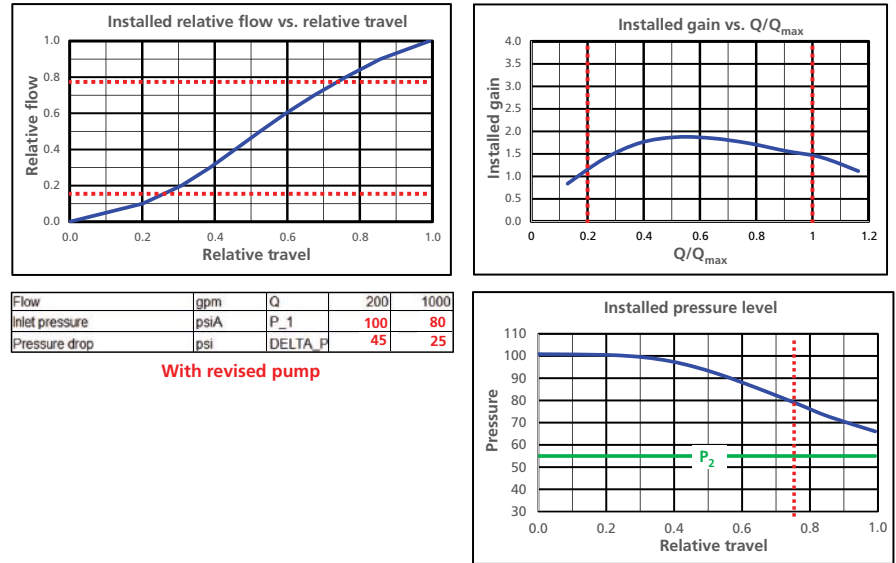 Installed relative flow vs. relative travel
1.0
0.8
0.6
0.4
0.2
0.0
Relative flow
0.0 0.2 0.4 0.6 0.8 1.0
Relative travel
Installed gain vs. Q/Qmax
4.0
3.5
3.0
2.5
2.0
1.5
1.0
0.5
0.0
Installed gain
0 0.2 0.4 0.6 0.8 1 1.2
Q/Qmax
Flow gpm Q 200 1000
Inlet pressure psiA P_1 100 80
Pressure drop psi DELTA_P 45 25
With revised pump
Installed pressure level
110
100
90
80
70
60
50
40
30
Pressure
P2
0.0 0.2 0.4 0.6 0.8 1.0
Relative travel